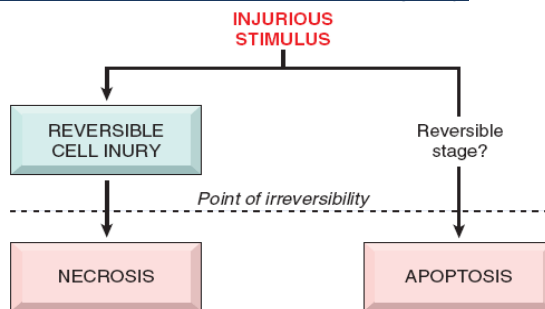 INJURIOUS
STIMULUS
REVERSIBLE
CELL INURY
Reversible
stage?
Point of irreversibility
NECROSIS
APOPTOSIS